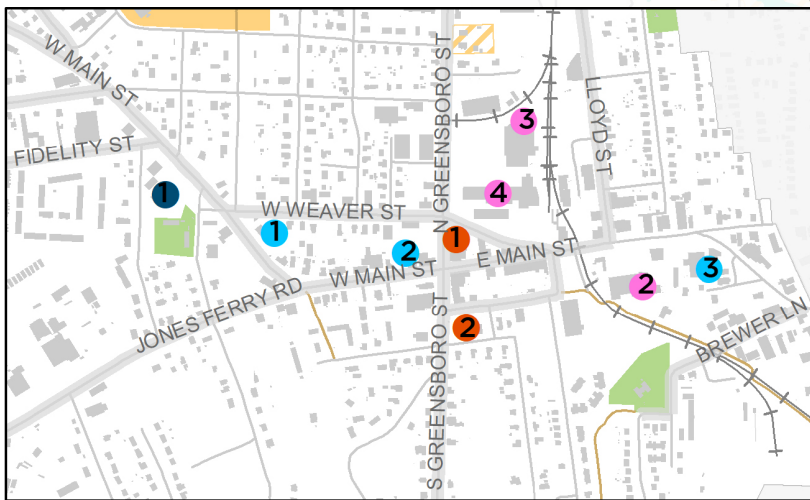 W MAIN ST
N GREENSBORO ST
LLOYD ST
3
FIDELITY ST
1
4
W WEAVER ST
1
2
1
E MAIN ST
W MAIN ST
2
3
JONES FERRY RD
2
S GREENSBORO ST
BREWER LN